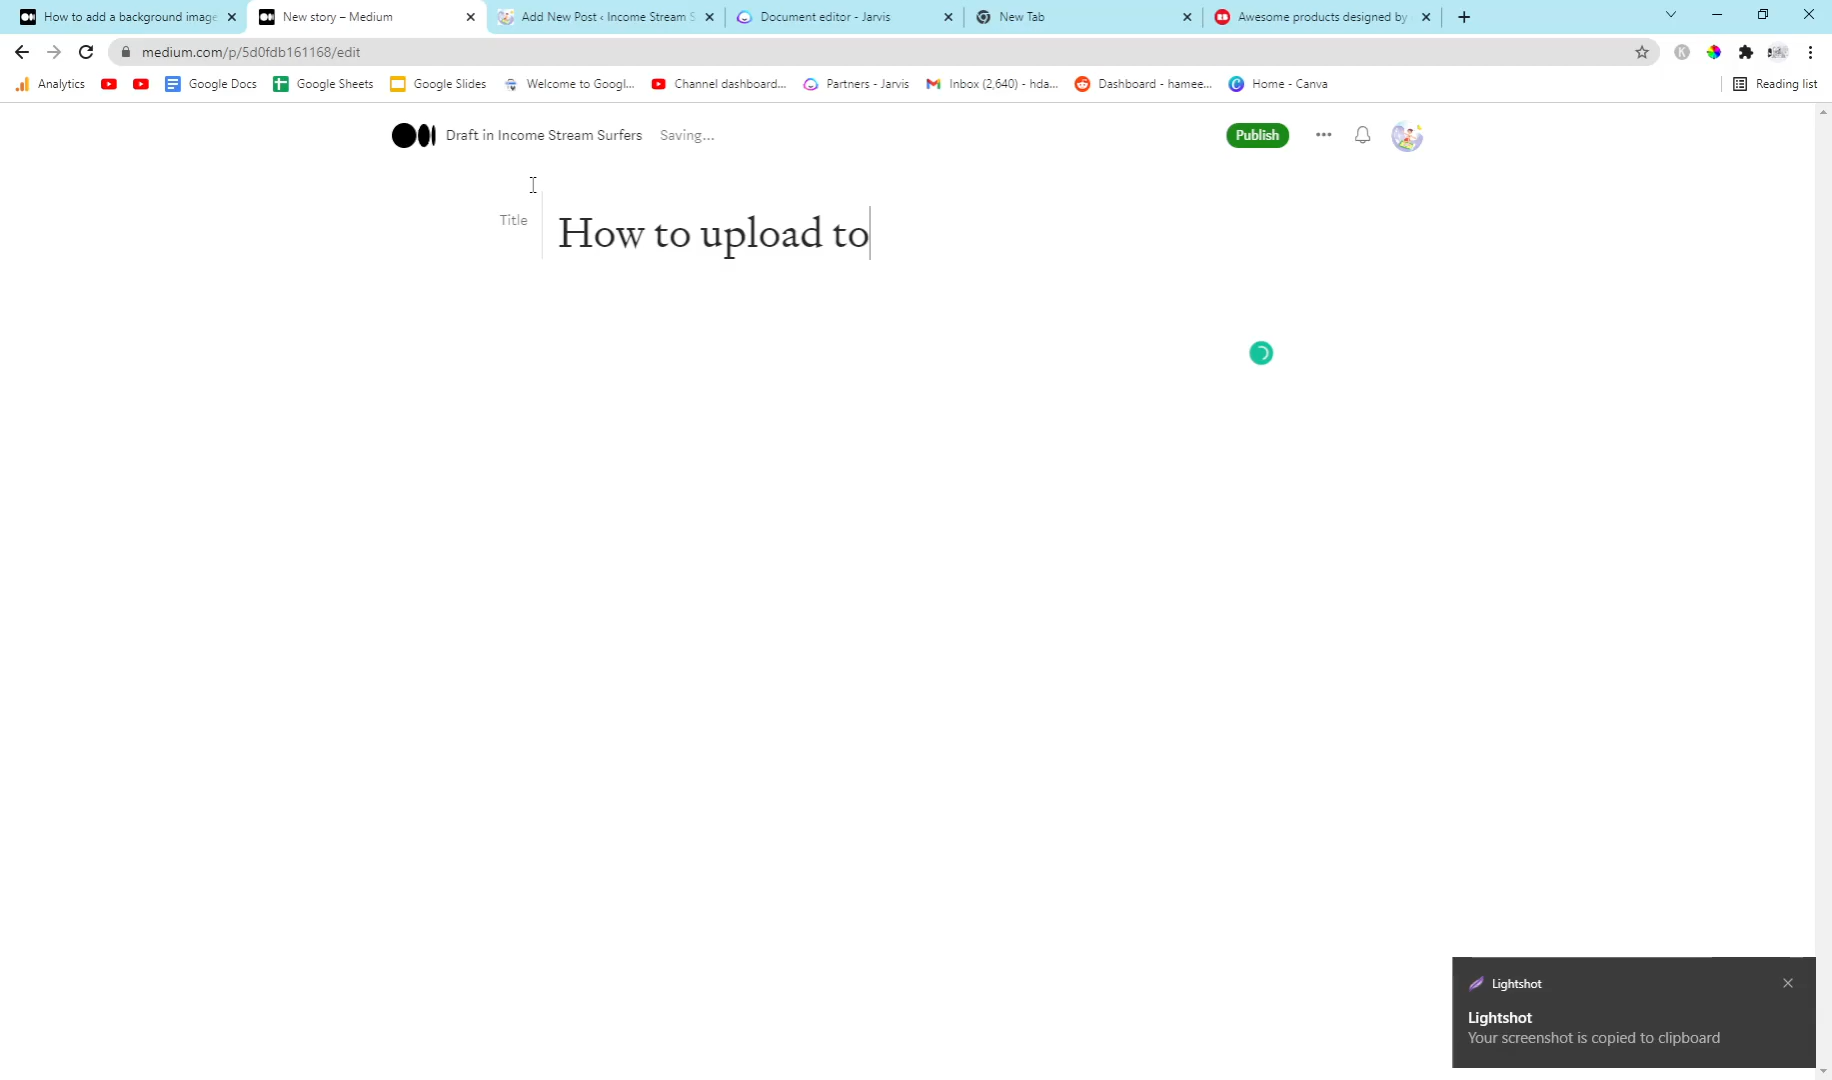 How to add a background image
New story – Medium
Add New Post ‹ Income Stream S
Document editor - Jarvis
New Tab
Awesome products designed by
medium.com/p/5d0fdb161168/edit
Analytics
Google Docs
Google Sheets
Google Slides
Welcome to Googl...
Channel dashboard...
Partners - Jarvis
Inbox (2,640) - hda...
Dashboard - hamee...
Home - Canva
Reading list
Draft in Income Stream Surfers
Saving...
Publish
Title
How to upload to
Lightshot
Lightshot
Your screenshot is copied to clipboard